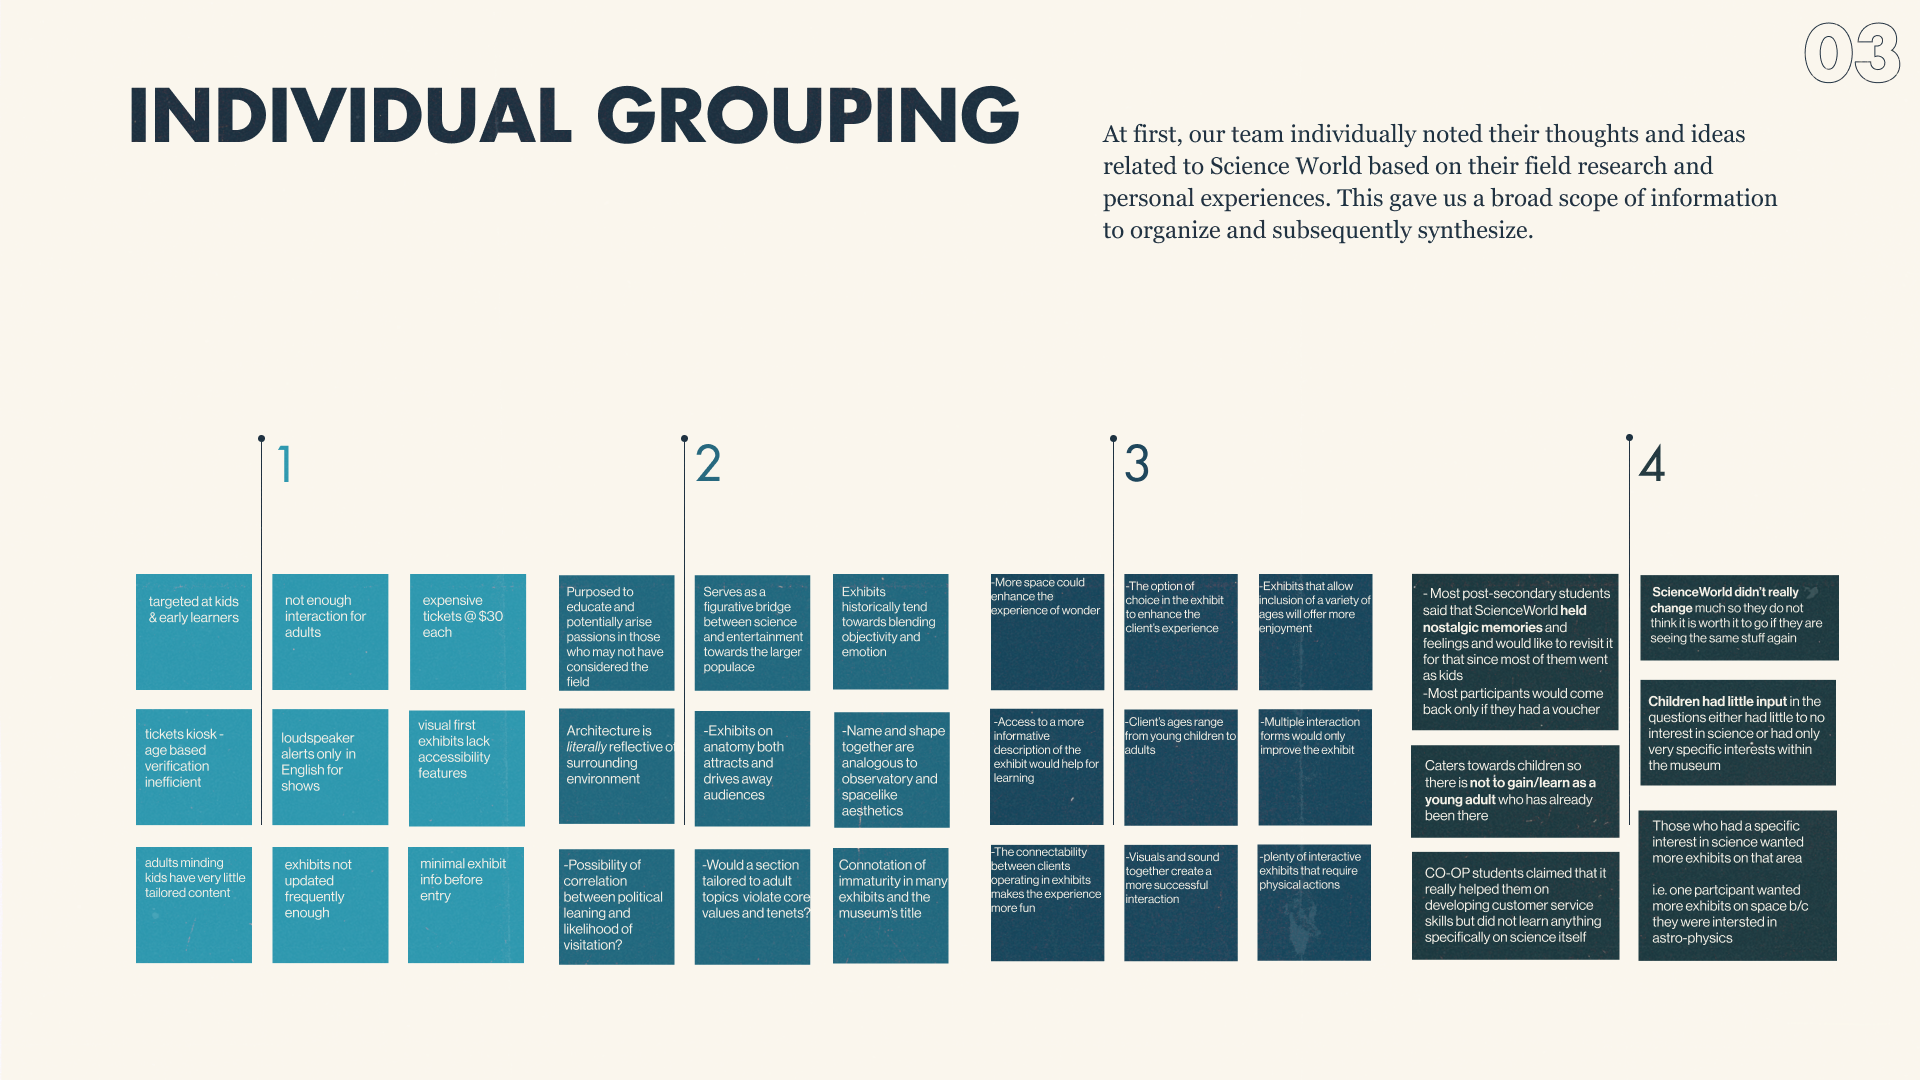 03
INDIVIDUAL GROUPING
At first, our team individually noted their thoughts and ideas
related to Science World based on their field research and
personal experiences. This gave us a broad scope of information
to organize and subsequently synthesize.
1
targeted at kids
& early learners
not enough
interaction for
adults
expensive
tickets @ $30
each
tickets kiosk -
age based
verification
inefficient
loudspeaker
alerts only in
English for
shows
visual first
exhibits lack
accessibility
features
adults minding
kids have very little
tailored content
exhibits not
updated
frequently
enough
minimal exhibit
info before
entry
2
Purposed to
educate and
potentially arise
passions in those
who may not have
considered the
field
Serves as a
figurative bridge
between science
and entertainment
towards the larger
populace
Exhibits
historically tend
towards blending
objectivity and
emotion
Architecture is
literally reflective of
surrounding
environment
-Exhibits on
anatomy both
attracts and
drives away
audiences
-Name and shape
together are
analogous to
observatory and
spacelike
aesthetics
-Possibility of
correlation
between political
leaning and
likelihood of
visitation?
-Would a section
tailored to adult
topics violate core
values and tenets?
Connotation of
immaturity in many
exhibits and the
museum's title
3
-More space could
enhance the
experience of wonder
-The option of
choice in the exhibit
to enhance the
client's experience
-Exhibits that allow
inclusion of a variety of
ages will offer more
enjoyment
-Access to a more
informative
description of the
exhibit would help for
learning
-Client's ages range
from young children to
adults
-Multiple interaction
forms would only
improve the exhibit
-The connectability
between clients
operating in exhibits
makes the experience
more fun
-Visuals and sound
together create a
more successful
interaction
-plenty of interactive
exhibits that require
physical actions
4
- Most post-secondary students
said that ScienceWorld held
nostalgic memories and
feelings and would like to revisit it
for that since most of them went
as kids
-Most participants would come
back only if they had a voucher
ScienceWorld didn't really
change much so they do not
think it is worth it to go if they are
seeing the same stuff again
Caters towards children so
there is not to gain/learn as a
young adult who has already
been there
Children had little input in the
questions either had little to no
interest in science or had only
very specific interests within
the museum
CO-OP students claimed that it
really helped them on
developing customer service
skills but did not learn anything
specifically on science itself
Those who had a specific
interest in science wanted
more exhibits on that area
i.e. one partcipant wanted
more exhibits on space b/c
they were intersted in
astro-physics